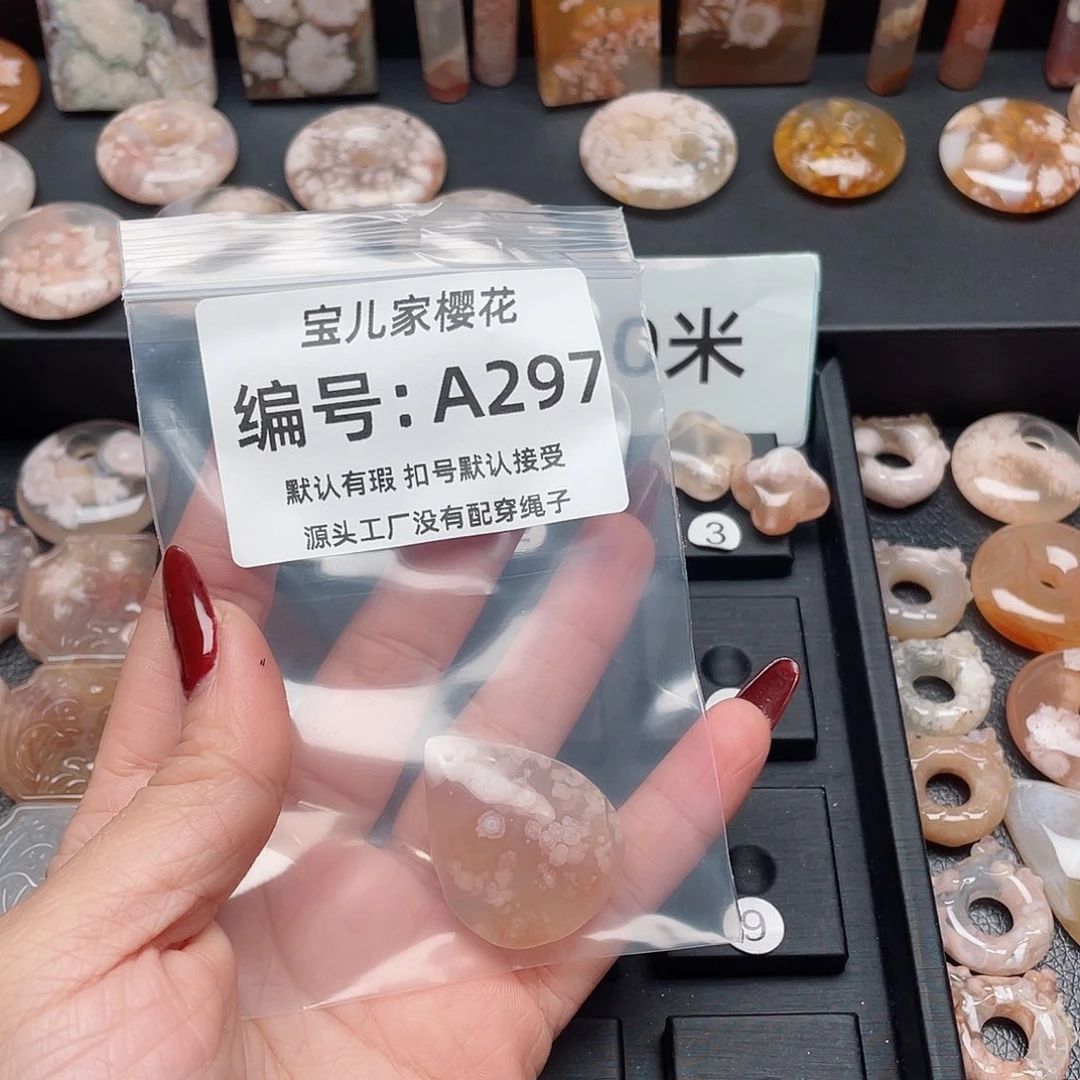 宝儿家樱花
编号：A297
默认有瑕 扣号默认接受
源头工厂没有配穿绳子
0米
3
9